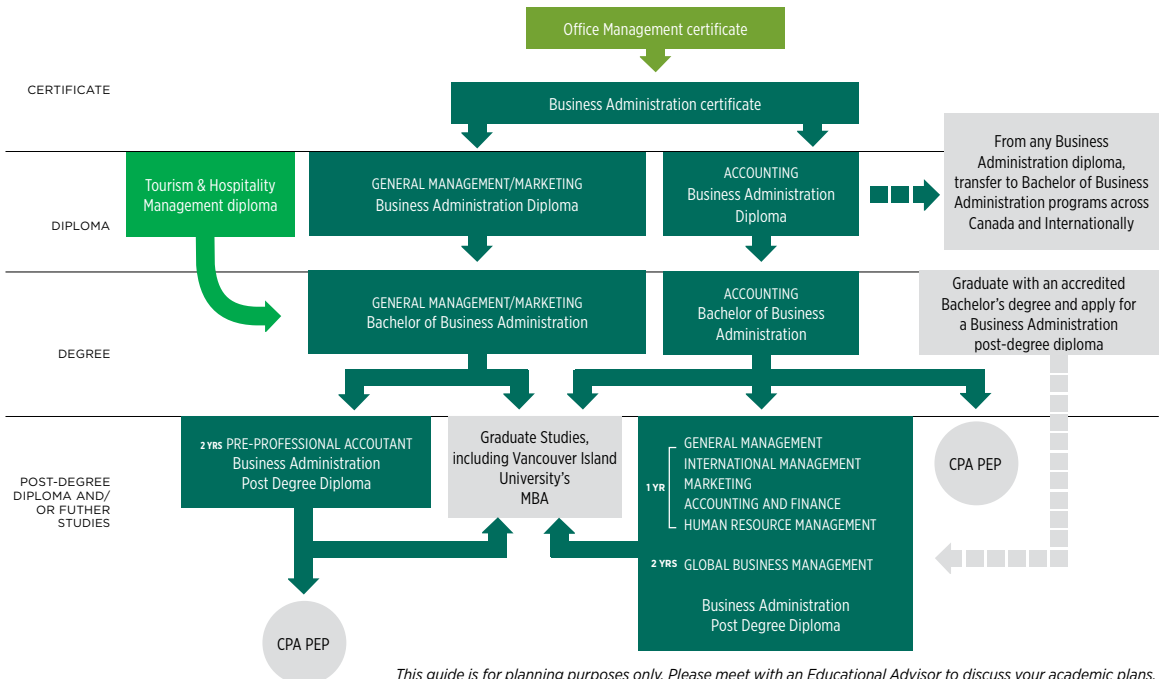 Office Management certificate
CERTIFICATE
Business Administration certificate
Tourism & Hospitality
Management diploma
GENERAL MANAGEMENT/MARKETING
Business Administration Diploma
ACCOUNTING
Business Administration
Diploma
From any Business
Administration diploma,
transfer to Bachelor of Business
Administration programs across
Canada and Internationally
DIPLOMA
GENERAL MANAGEMENT/MARKETING
Bachelor of Business Administration
ACCOUNTING
Bachelor of Business
Administration
Graduate with an accredited
Bachelor's degree and apply for
a Business Administration
post-degree diploma
DEGREE
POST-DEGREE
DIPLOMA AND/
OR FUTHER
STUDIES
2 YRS PRE-PROFESSIONAL ACCOUTANT
Business Administration
Post Degree Diploma
Graduate Studies,
including Vancouver Island
University's
MBA
1 YR
GENERAL MANAGEMENT
INTERNATIONAL MANAGEMENT
MARKETING
ACCOUNTING AND FINANCE
HUMAN RESOURCE MANAGEMENT
2 YRS GLOBAL BUSINESS MANAGEMENT
Business Administration
Post Degree Diploma
CPA PEP
CPA PEP
This guide is for planning purposes only. Please meet with an Educational Advisor to discuss your academic plans.